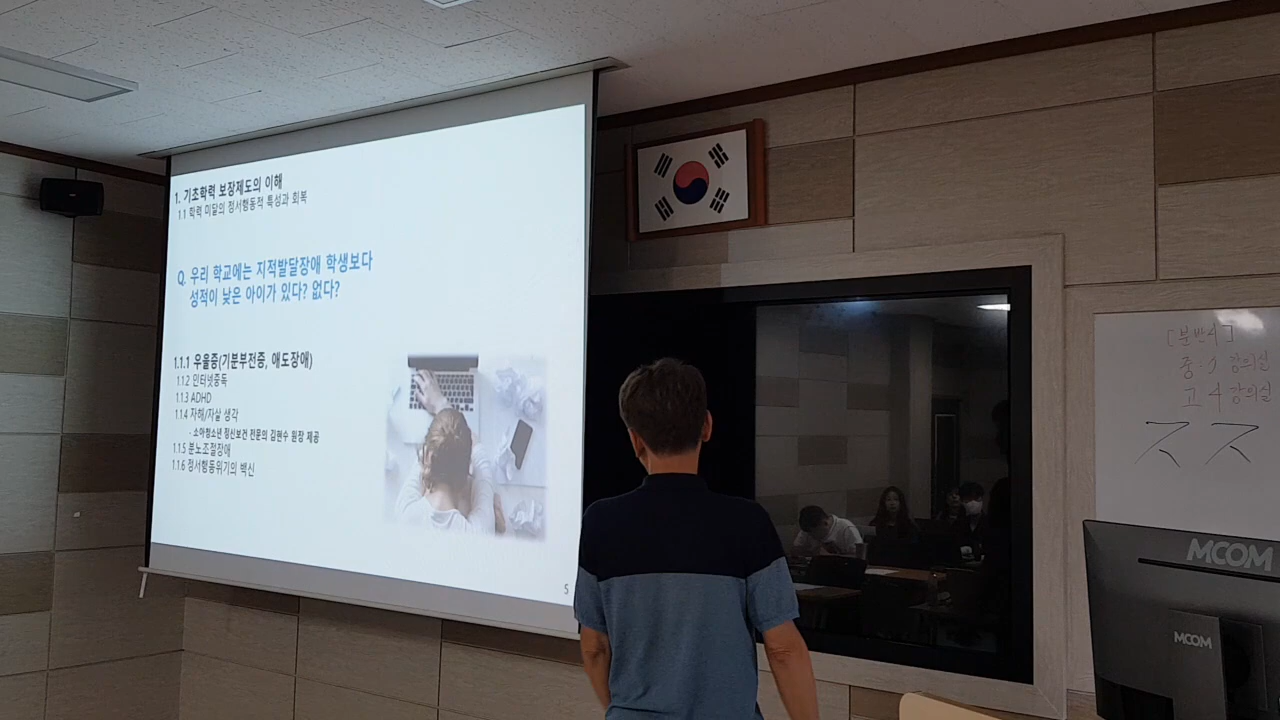 1. 기초학력 보장제도의 이해
1.1 학력 미달의 정서행동적 특성과 회복
Q. 우리 학교에는 지적발달장애 학생보다
성적이 낮은 아이가 있다? 없다?
1.1.1 우울증(기분부전증, 애도장애)
1.1.2 인터넷중독
1.1.3 ADHD
1.1.4 자해/자살 생각
- 소아청소년 정신보건 전문의 김현수 원장 제공
1.1.5 분노조절장애
1.1.6 정서행동위기의 백신
5
[분반4]
중·고 강의실
고 4 강의실
ㅈ ㅈ
MCOM
MCOM